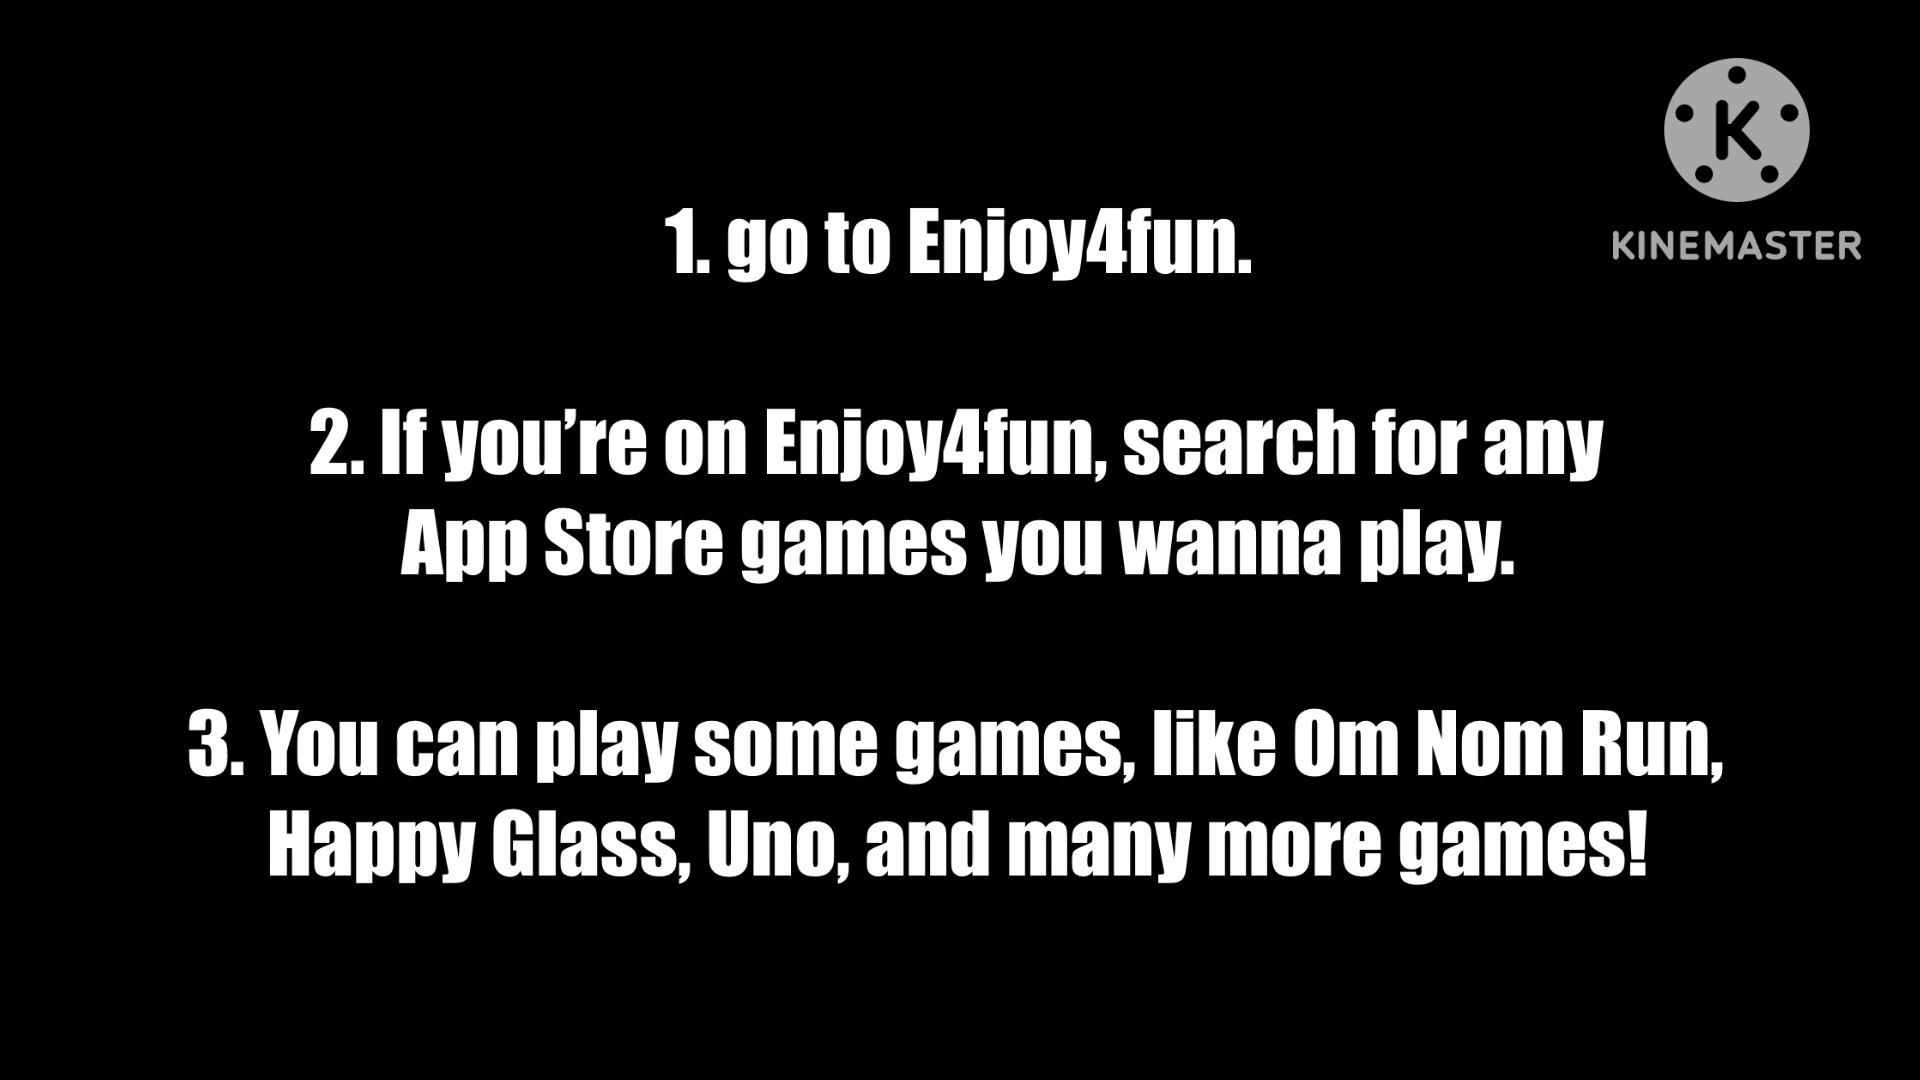 1. go to Enjoy4fun.
2. If you’re on Enjoy4fun, search for any
App Store games you wanna play.
3. You can play some games, like Om Nom Run,
Happy Glass, Uno, and many more games!
K
KINEMASTER